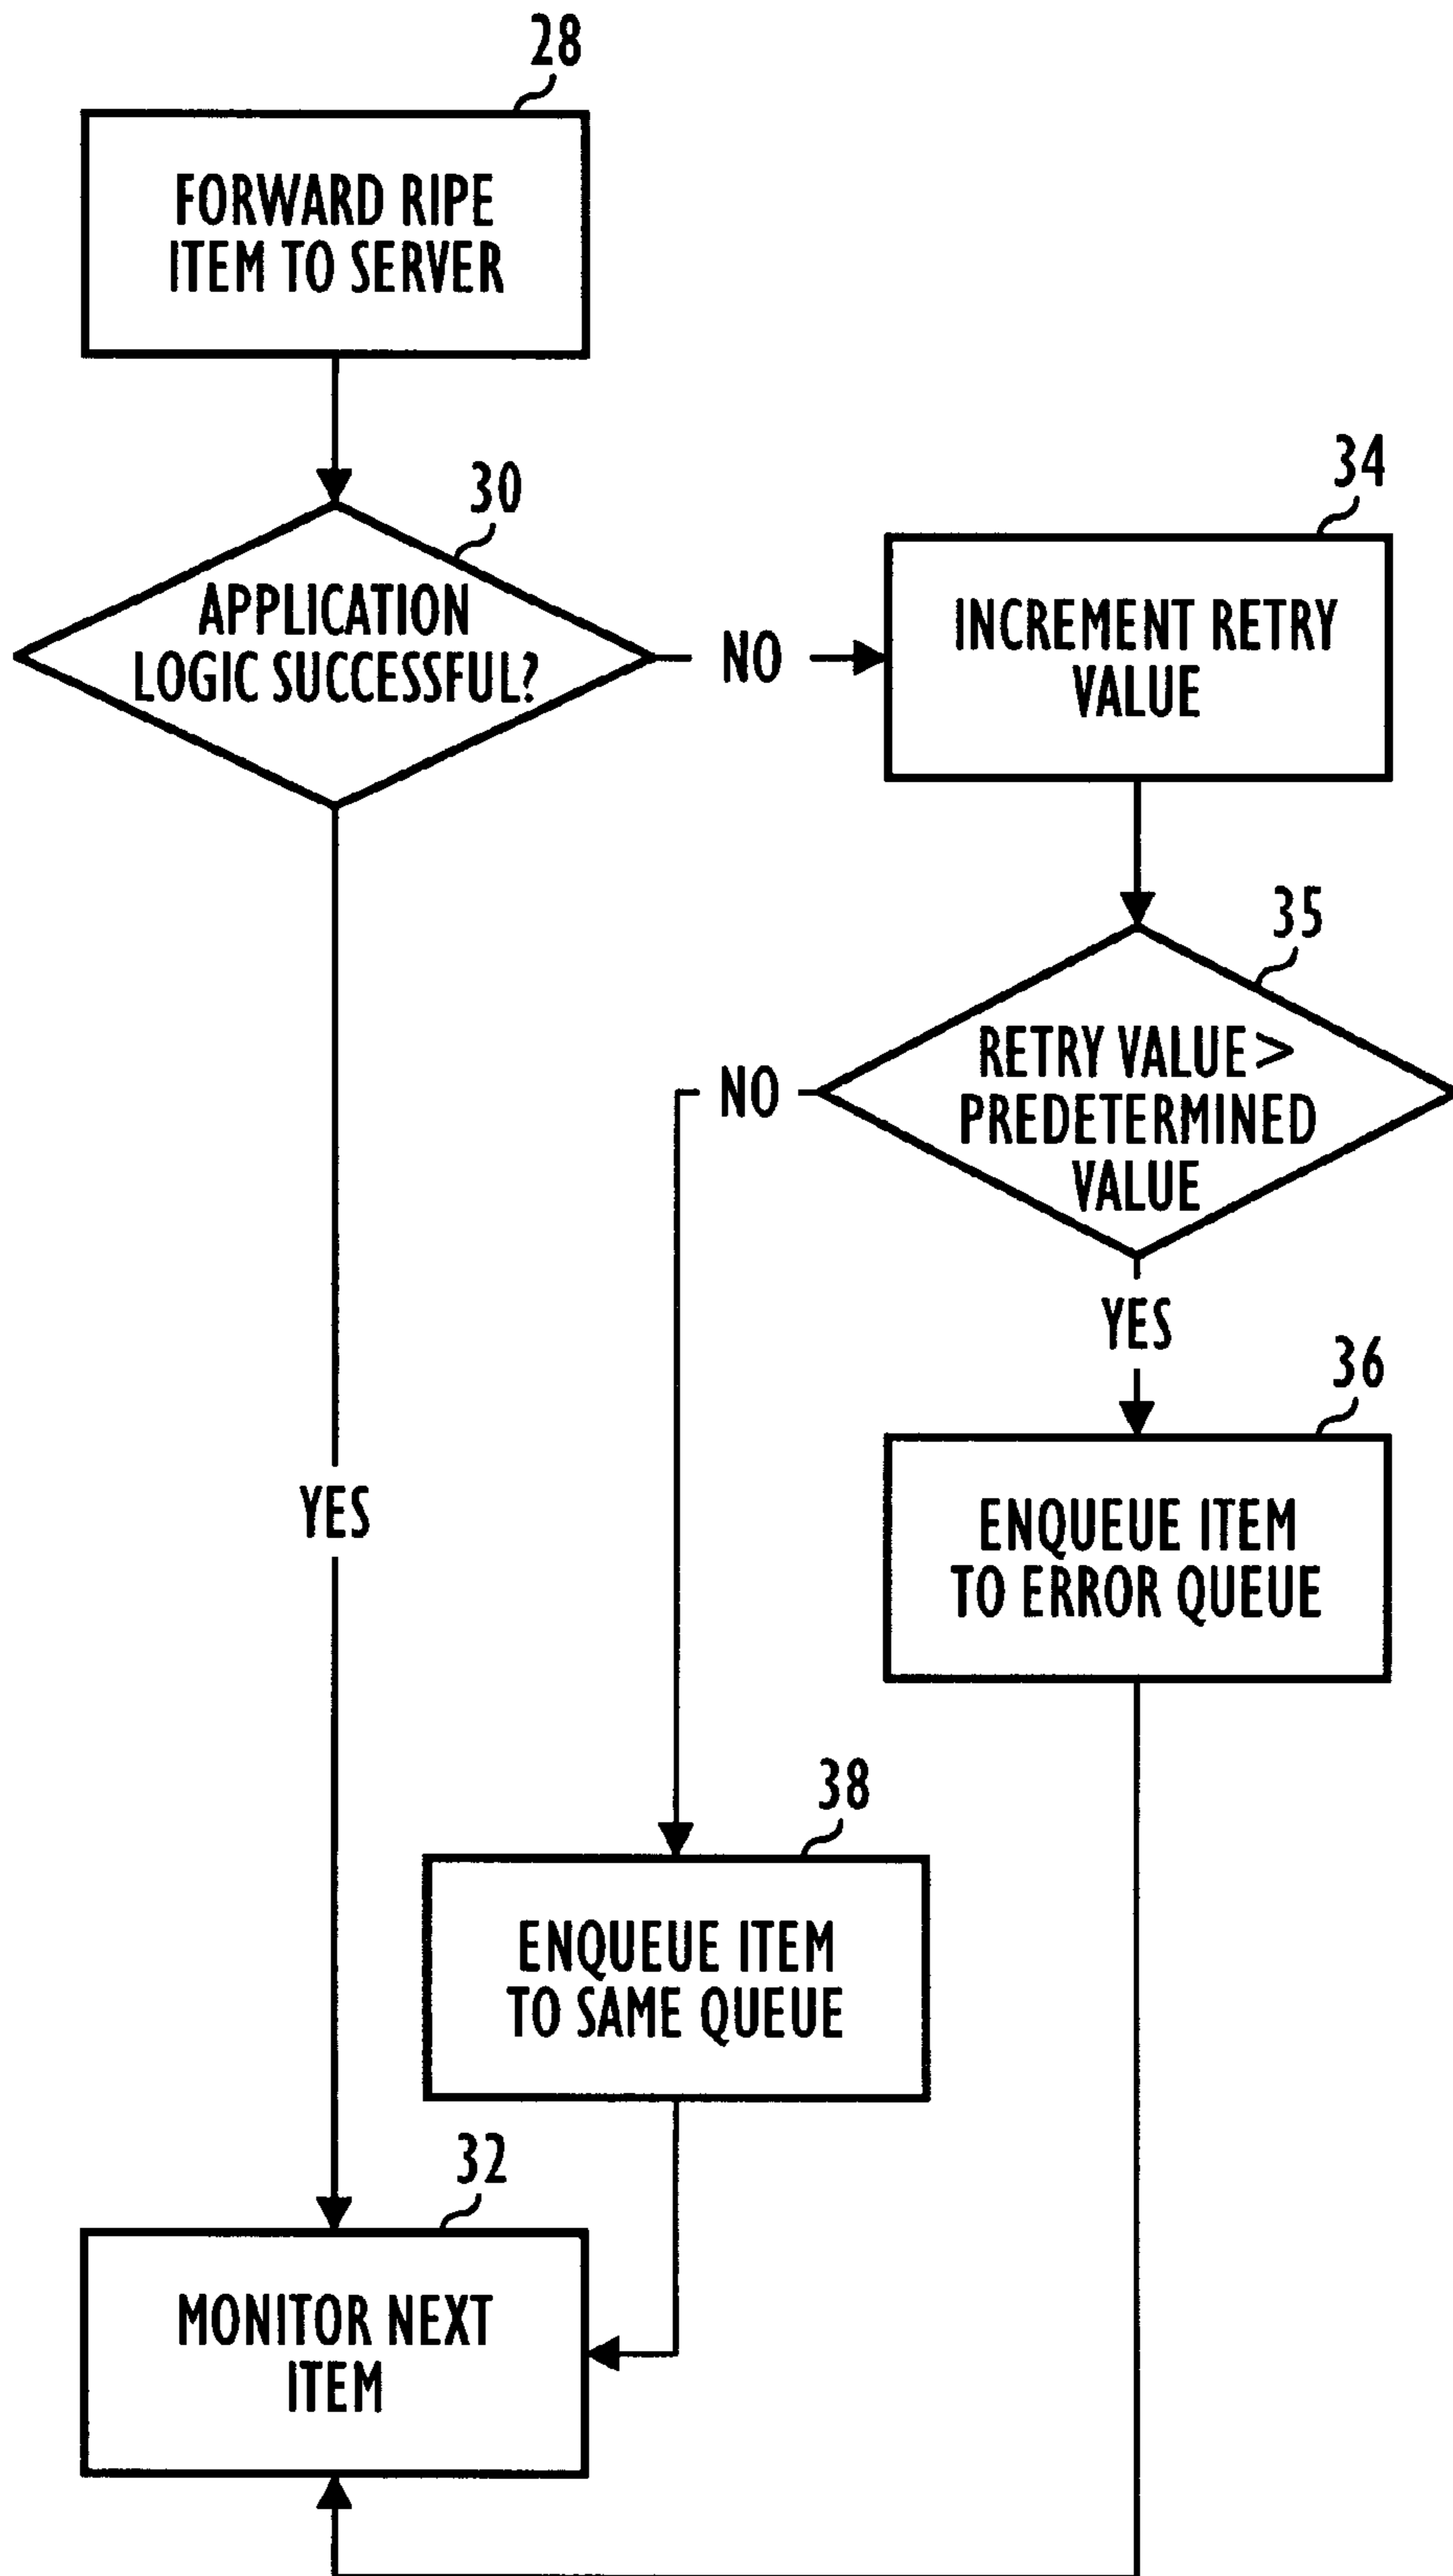 28
FORWARD RIPE
ITEM TO SERVER
30
APPLICATION
LOGIC SUCCESSFUL?
NO
34
INCREMENT RETRY
VALUE
35
RETRY VALUE >
PREDETERMINED
VALUE
NO
YES
36
ENQUEUE ITEM
TO ERROR QUEUE
YES
38
ENQUEUE ITEM
TO SAME QUEUE
32
MONITOR NEXT
ITEM